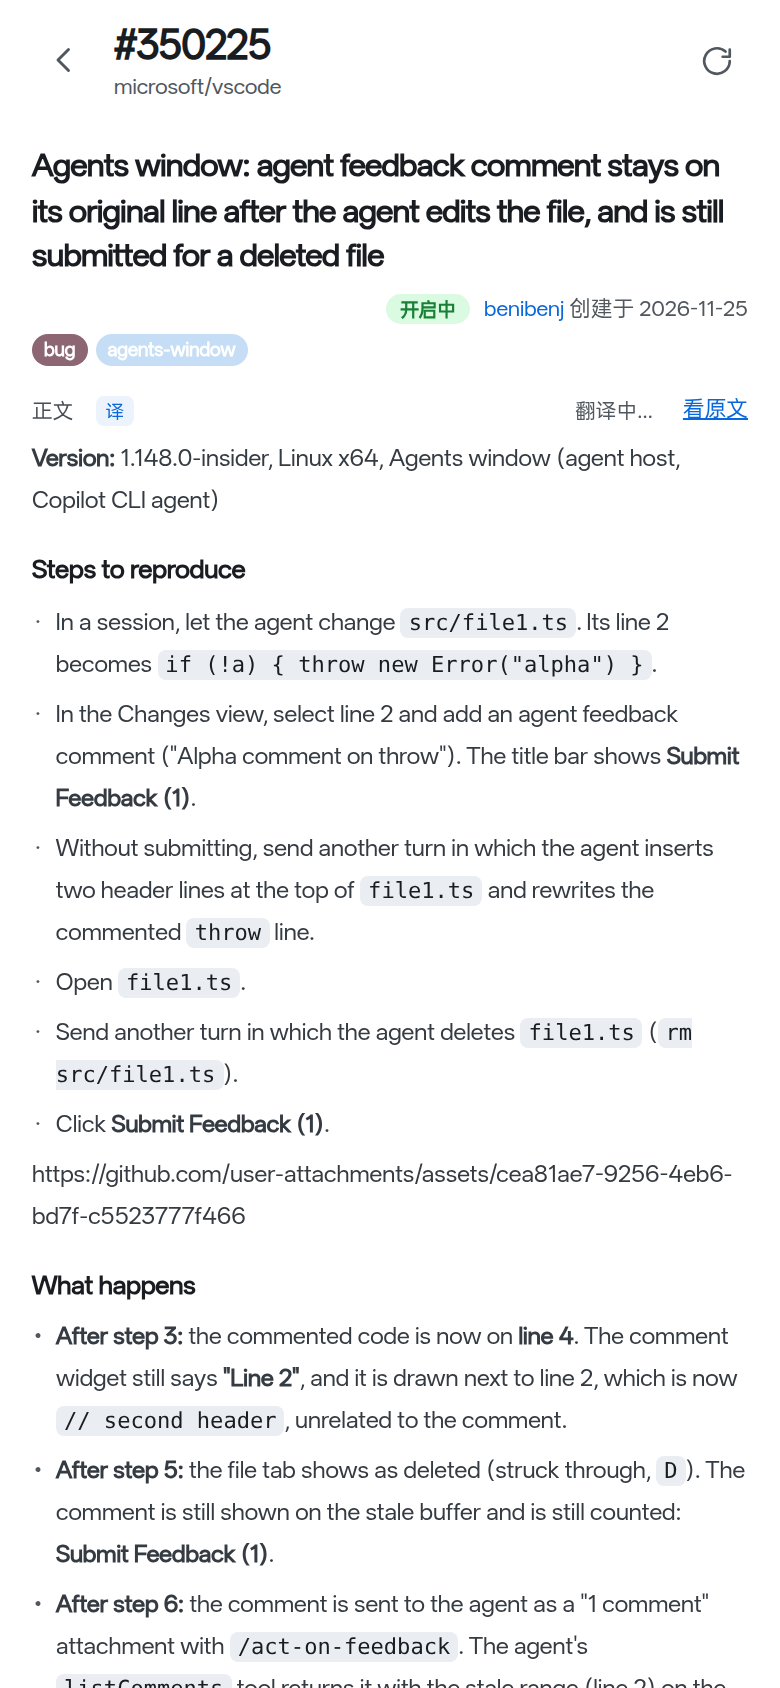 #350225
microsoft/vscode
Agents window: agent feedback comment stays on
its original line after the agent edits the file, and is still
submitted for a deleted file
开启中 benibenj 创建于 2026-11-25
bug agents-window
正文 译 翻译中... 看原文
Version: 1.148.0-insider, Linux x64, Agents window (agent host,
Copilot CLI agent)
Steps to reproduce
· In a session, let the agent change src/file1.ts. Its line 2
becomes if (!a) { throw new Error("alpha") }.
· In the Changes view, select line 2 and add an agent feedback
comment ("Alpha comment on throw"). The title bar shows Submit
Feedback (1).
· Without submitting, send another turn in which the agent inserts
two header lines at the top of file1.ts and rewrites the
commented throw line.
· Open file1.ts.
· Send another turn in which the agent deletes file1.ts (rm
src/file1.ts).
· Click Submit Feedback (1).
https://github.com/user-attachments/assets/cea81ae7-9256-4eb6-
bd7f-c5523777f466
What happens
• After step 3: the commented code is now on line 4. The comment
widget still says "Line 2", and it is drawn next to line 2, which is now
// second header, unrelated to the comment.
• After step 5: the file tab shows as deleted (struck through, D). The
comment is still shown on the stale buffer and is still counted:
Submit Feedback (1).
• After step 6: the comment is sent to the agent as a "1 comment"
attachment with /act-on-feedback. The agent's
listComments tool returns it with the stale range (line 2) on the